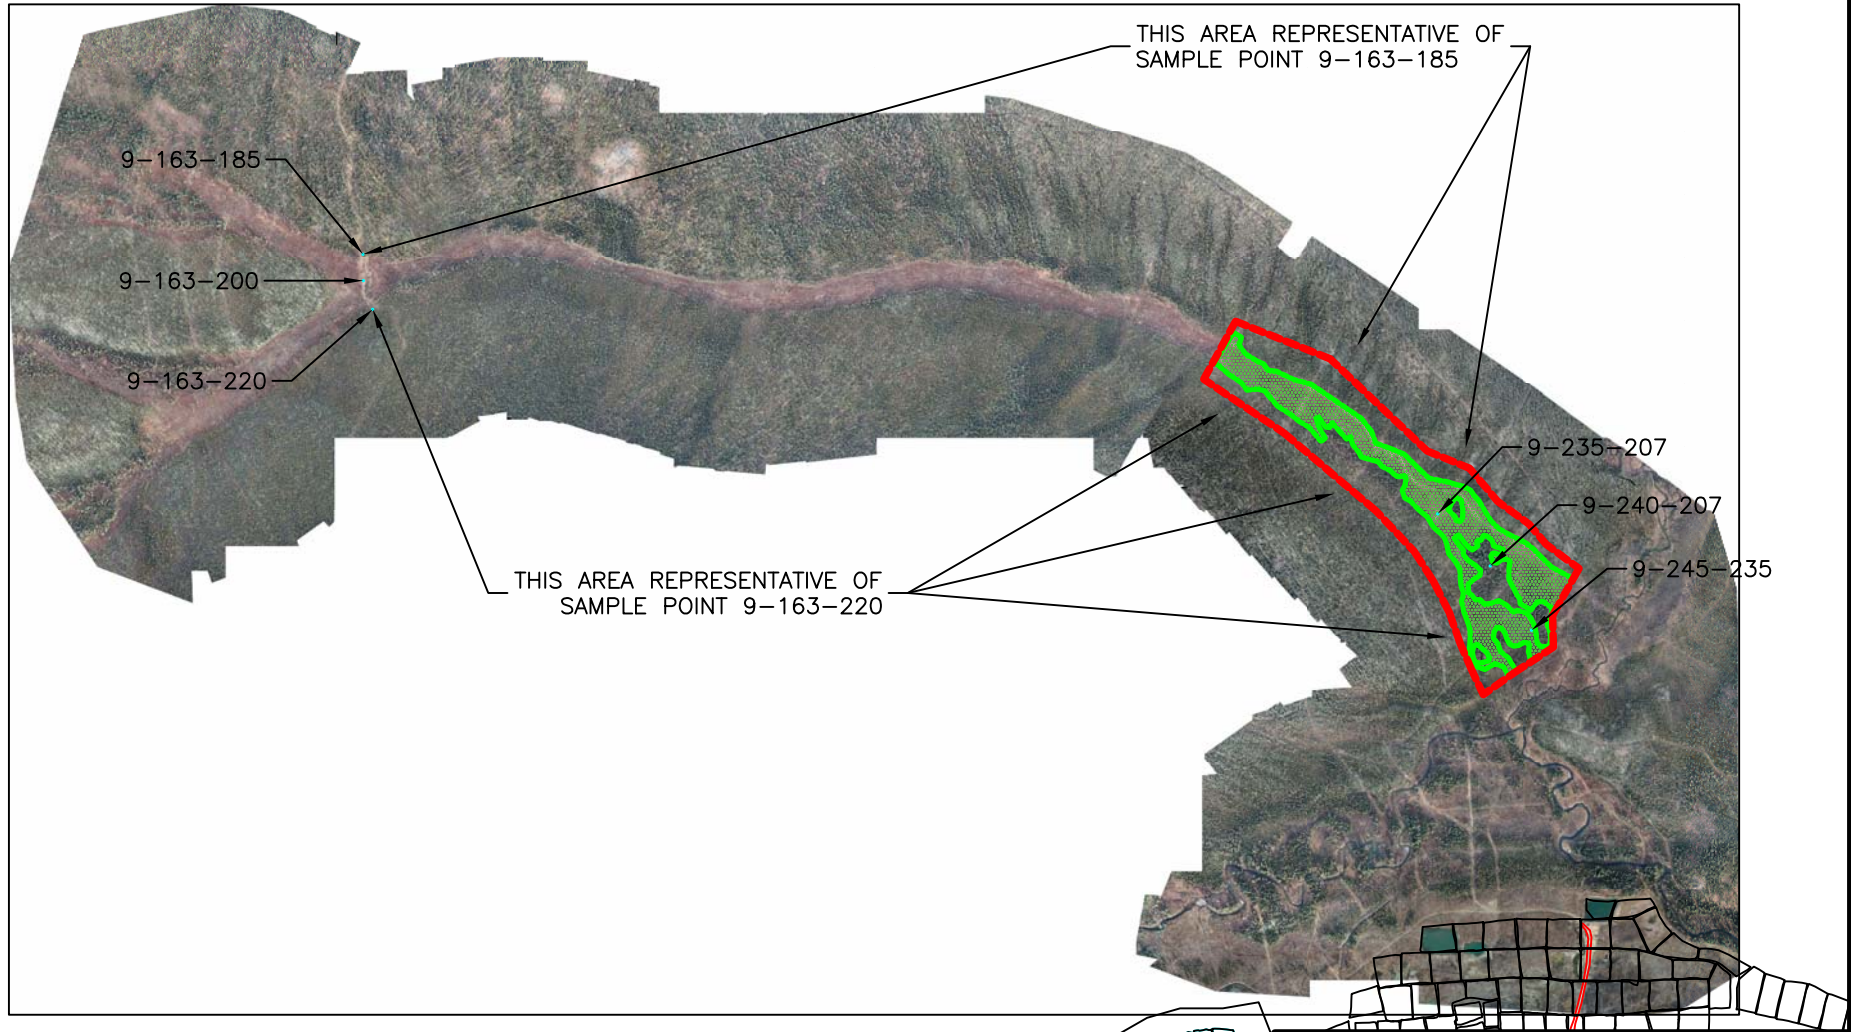 THIS AREA REPRESENTATIVE OF
SAMPLE POINT 9-163-185
9-163-185
9-163-200
9-163-220
9-235-207
9-240-207
9-245-235
THIS AREA REPRESENTATIVE OF
SAMPLE POINT 9-163-220